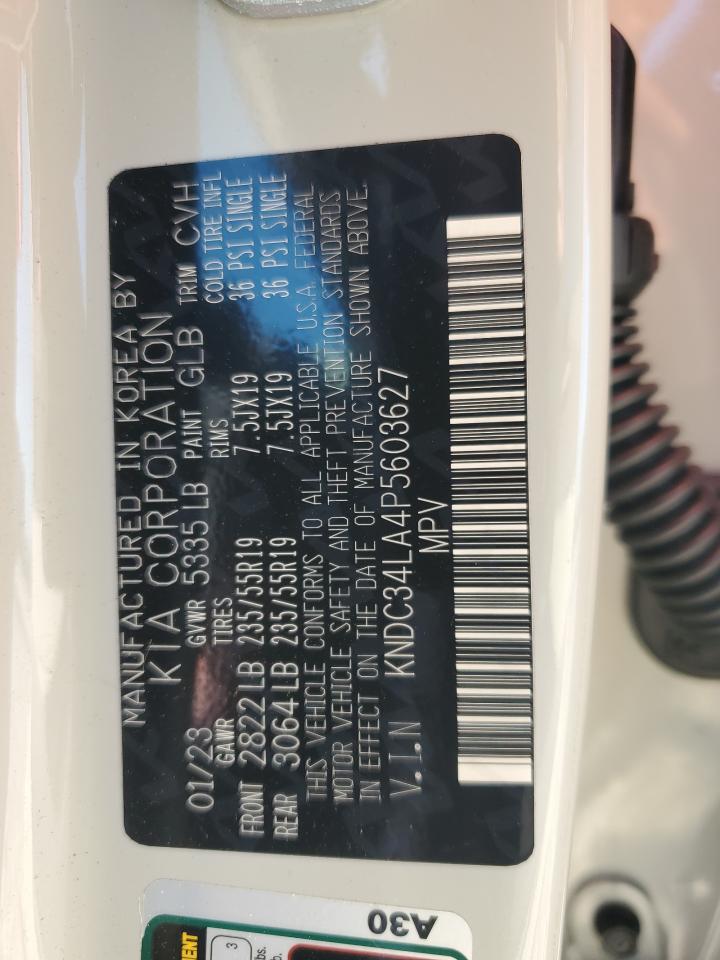 MANUFACTURED IN KOREA BY
KIA CORPORATION
01/23 GVWR 5335 LB PAINT GLB TRIM CVH
GAWR TIRES RIMS COLD TIRE INFL
FRONT 2822 LB 235/55R19 7.5JX19 36 PSI SINGLE
REAR 3064 LB 235/55R19 7.5JX19 36 PSI SINGLE
THIS VEHICLE CONFORMS TO ALL APPLICABLE U.S.A. FEDERAL
MOTOR VEHICLE SAFETY AND THEFT PREVENTION STANDARDS
IN EFFECT ON THE DATE OF MANUFACTURE SHOWN ABOVE.
V.I.N KNDC34LA4P5603627
MPV
A30
3